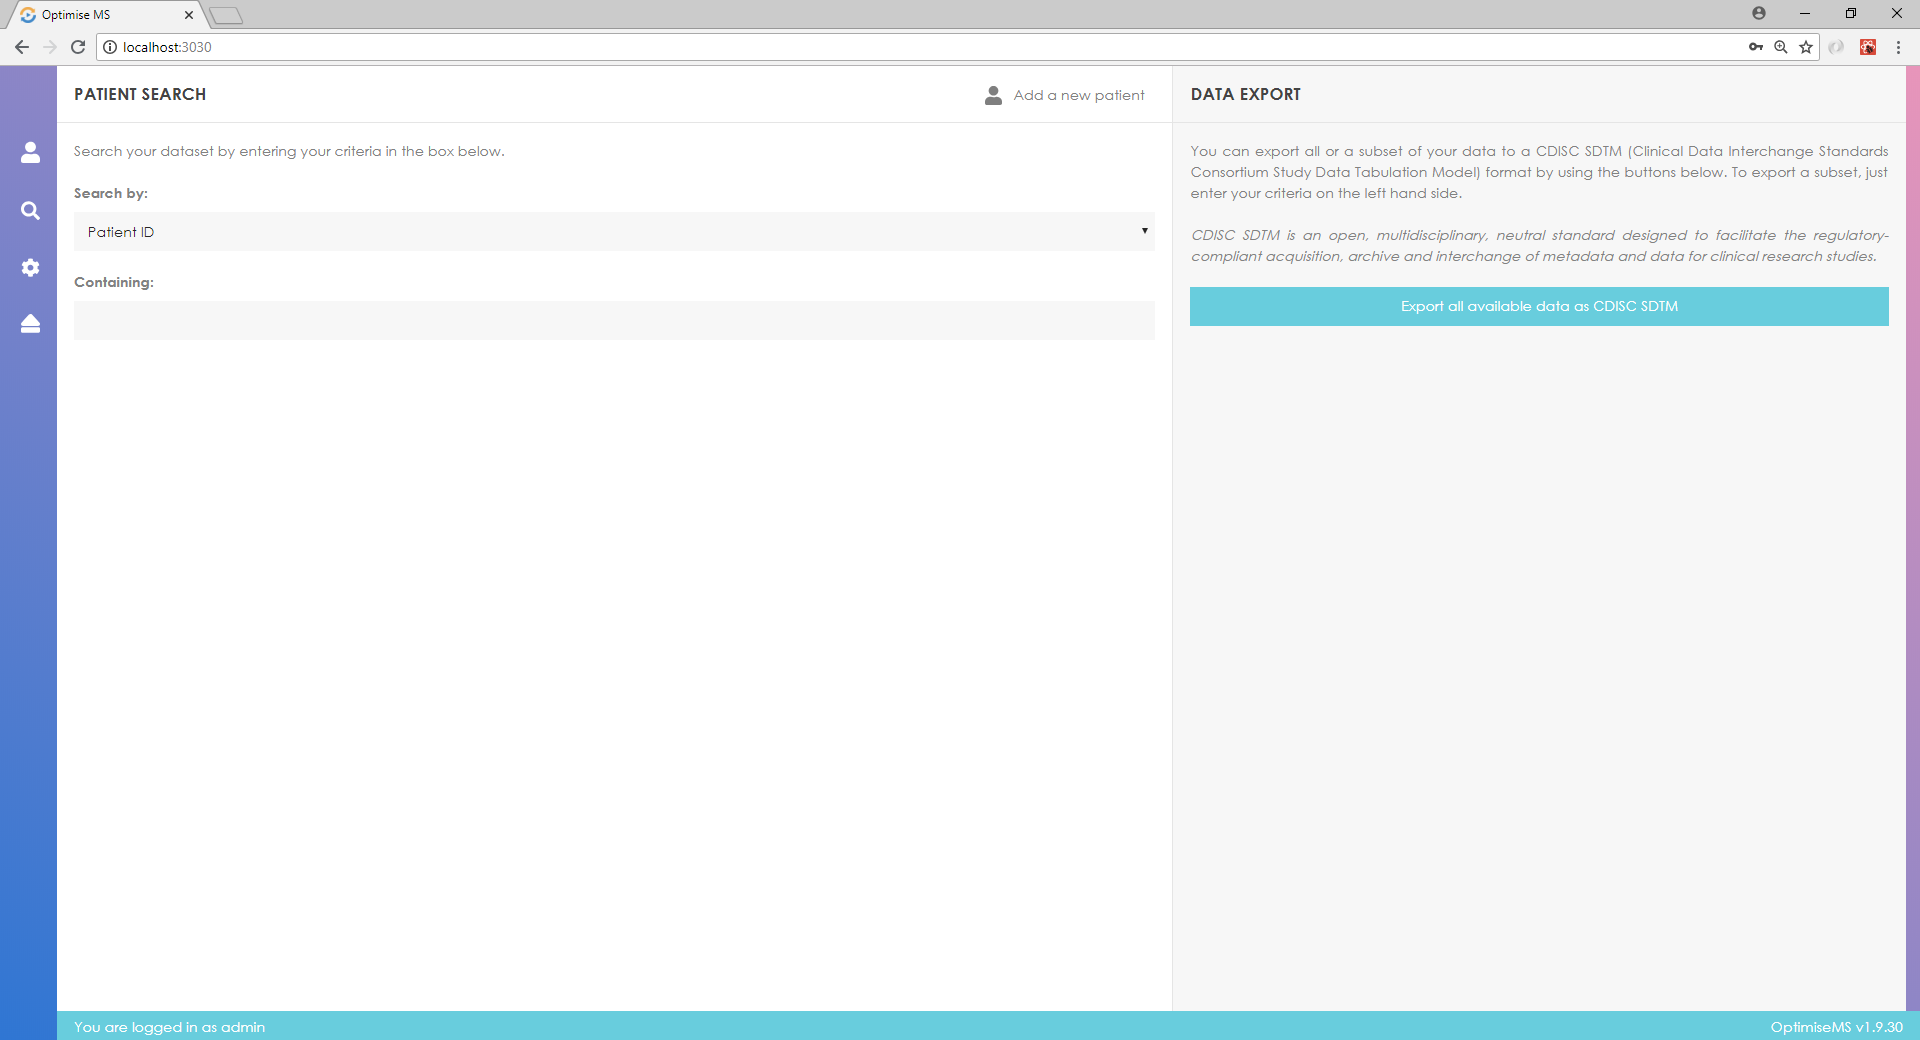 Optimise MS
localhost:3030
PATIENT SEARCH
Add a new patient
Search your dataset by entering your criteria in the box below.
Search by:
Patient ID
Containing:
DATA EXPORT
You can export all or a subset of your data to a CDISC SDTM (Clinical Data Interchange Standards
Consortium Study Data Tabulation Model) format by using the buttons below. To export a subset, just
enter your criteria on the left hand side.
CDISC SDTM is an open, multidisciplinary, neutral standard designed to facilitate the regulatory-
compliant acquisition, archive and interchange of metadata and data for clinical research studies.
Export all available data as CDISC SDTM
You are logged in as admin
OptimiseMS v1.9.30